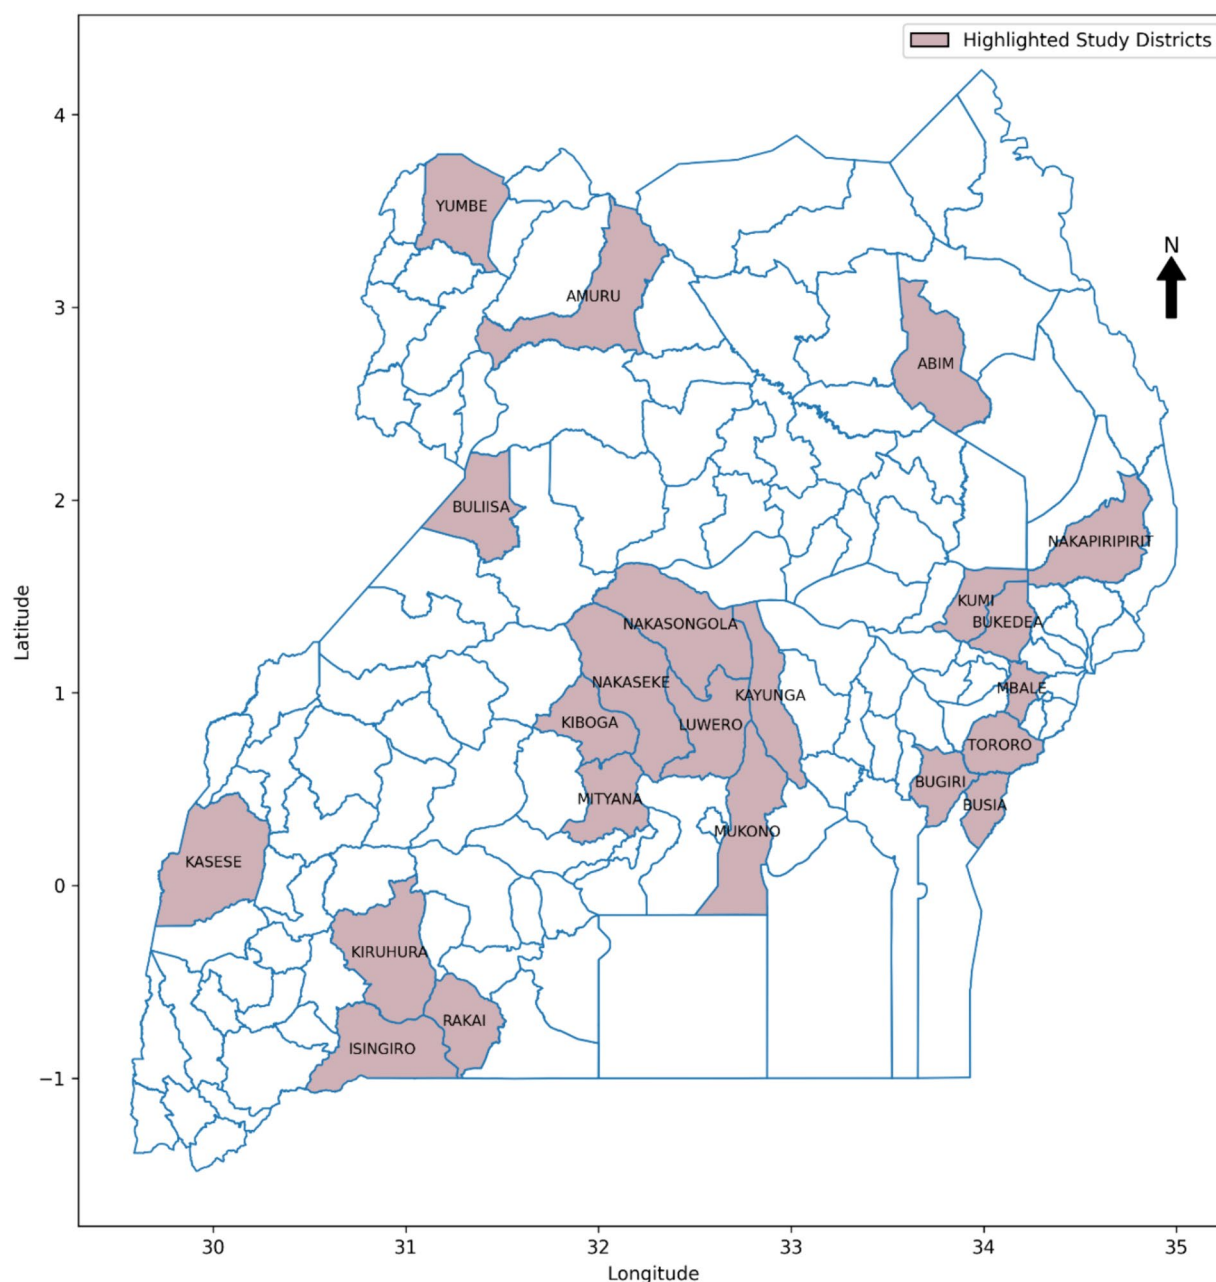 Highlighted Study Districts
4
YUMBE
N
AMURU
3
ABIM
2
BULIISA
NAKAPIRIPIRIT
KUMI
NAKASONGOLA
BUKEDEA
Latitude
NAKASEKE
MBALE
1
KAYUNGA
KIBOGA
LUWERO
TORORO
BUGIRI
MITYANA
BUSIA
MUKONO
KASESE
0
KIRUHURA
RAKAI
ISINGIRO
−1
30
31
32
33
34
35
Longitude